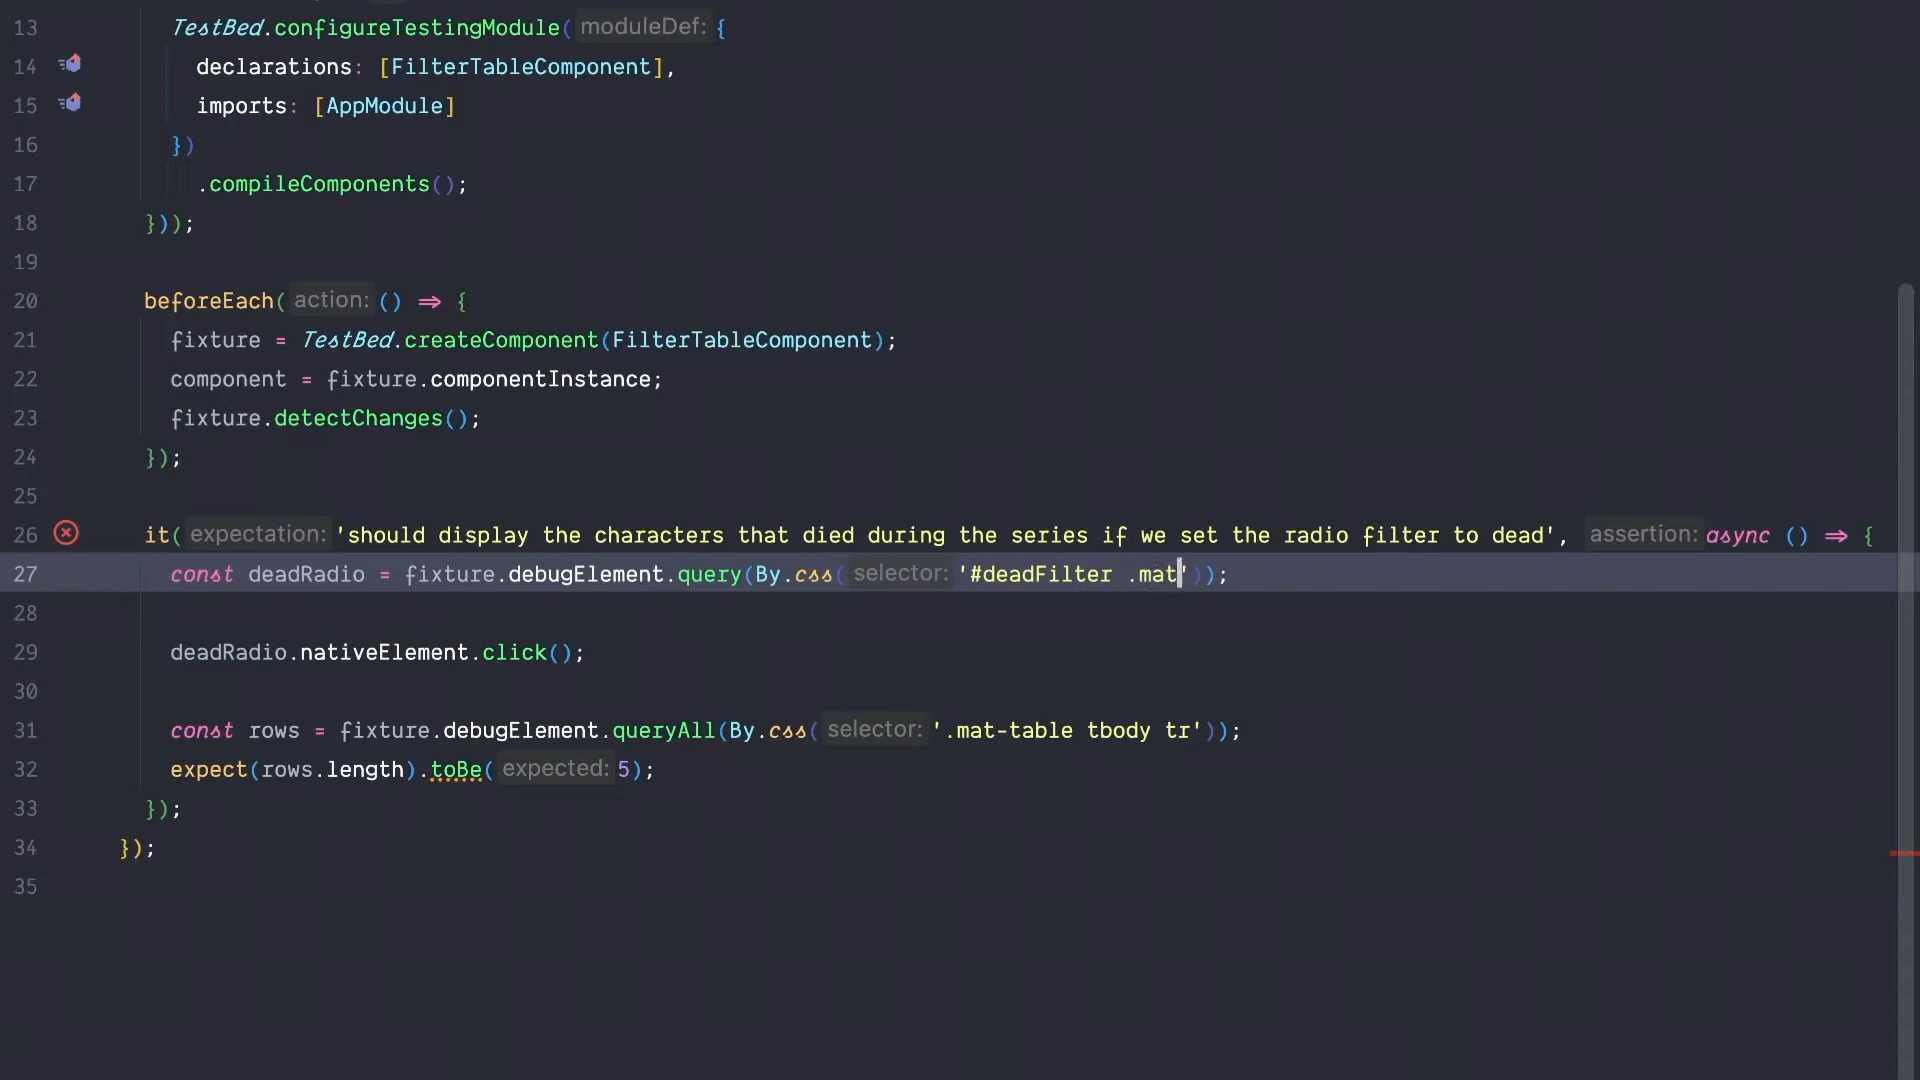 13 TestBed.configureTestingModule( moduleDef: {
14 declarations: [FilterTableComponent],
15 imports: [AppModule]
16 })
17 .compileComponents();
18 }));
19
20 beforeEach( action: () ⇒ {
21 fixture = TestBed.createComponent(FilterTableComponent);
22 component = fixture.componentInstance;
23 fixture.detectChanges();
24 });
25
26 it( expectation: 'should display the characters that died during the series if we set the radio filter to dead', assertion: async () ⇒ {
27 const deadRadio = fixture.debugElement.query(By.css( selector: '#deadFilter .mat'));
28
29 deadRadio.nativeElement.click();
30
31 const rows = fixture.debugElement.queryAll(By.css( selector: '.mat-table tbody tr'));
32 expect(rows.length).toBe( expected: 5);
33 });
34 });
35